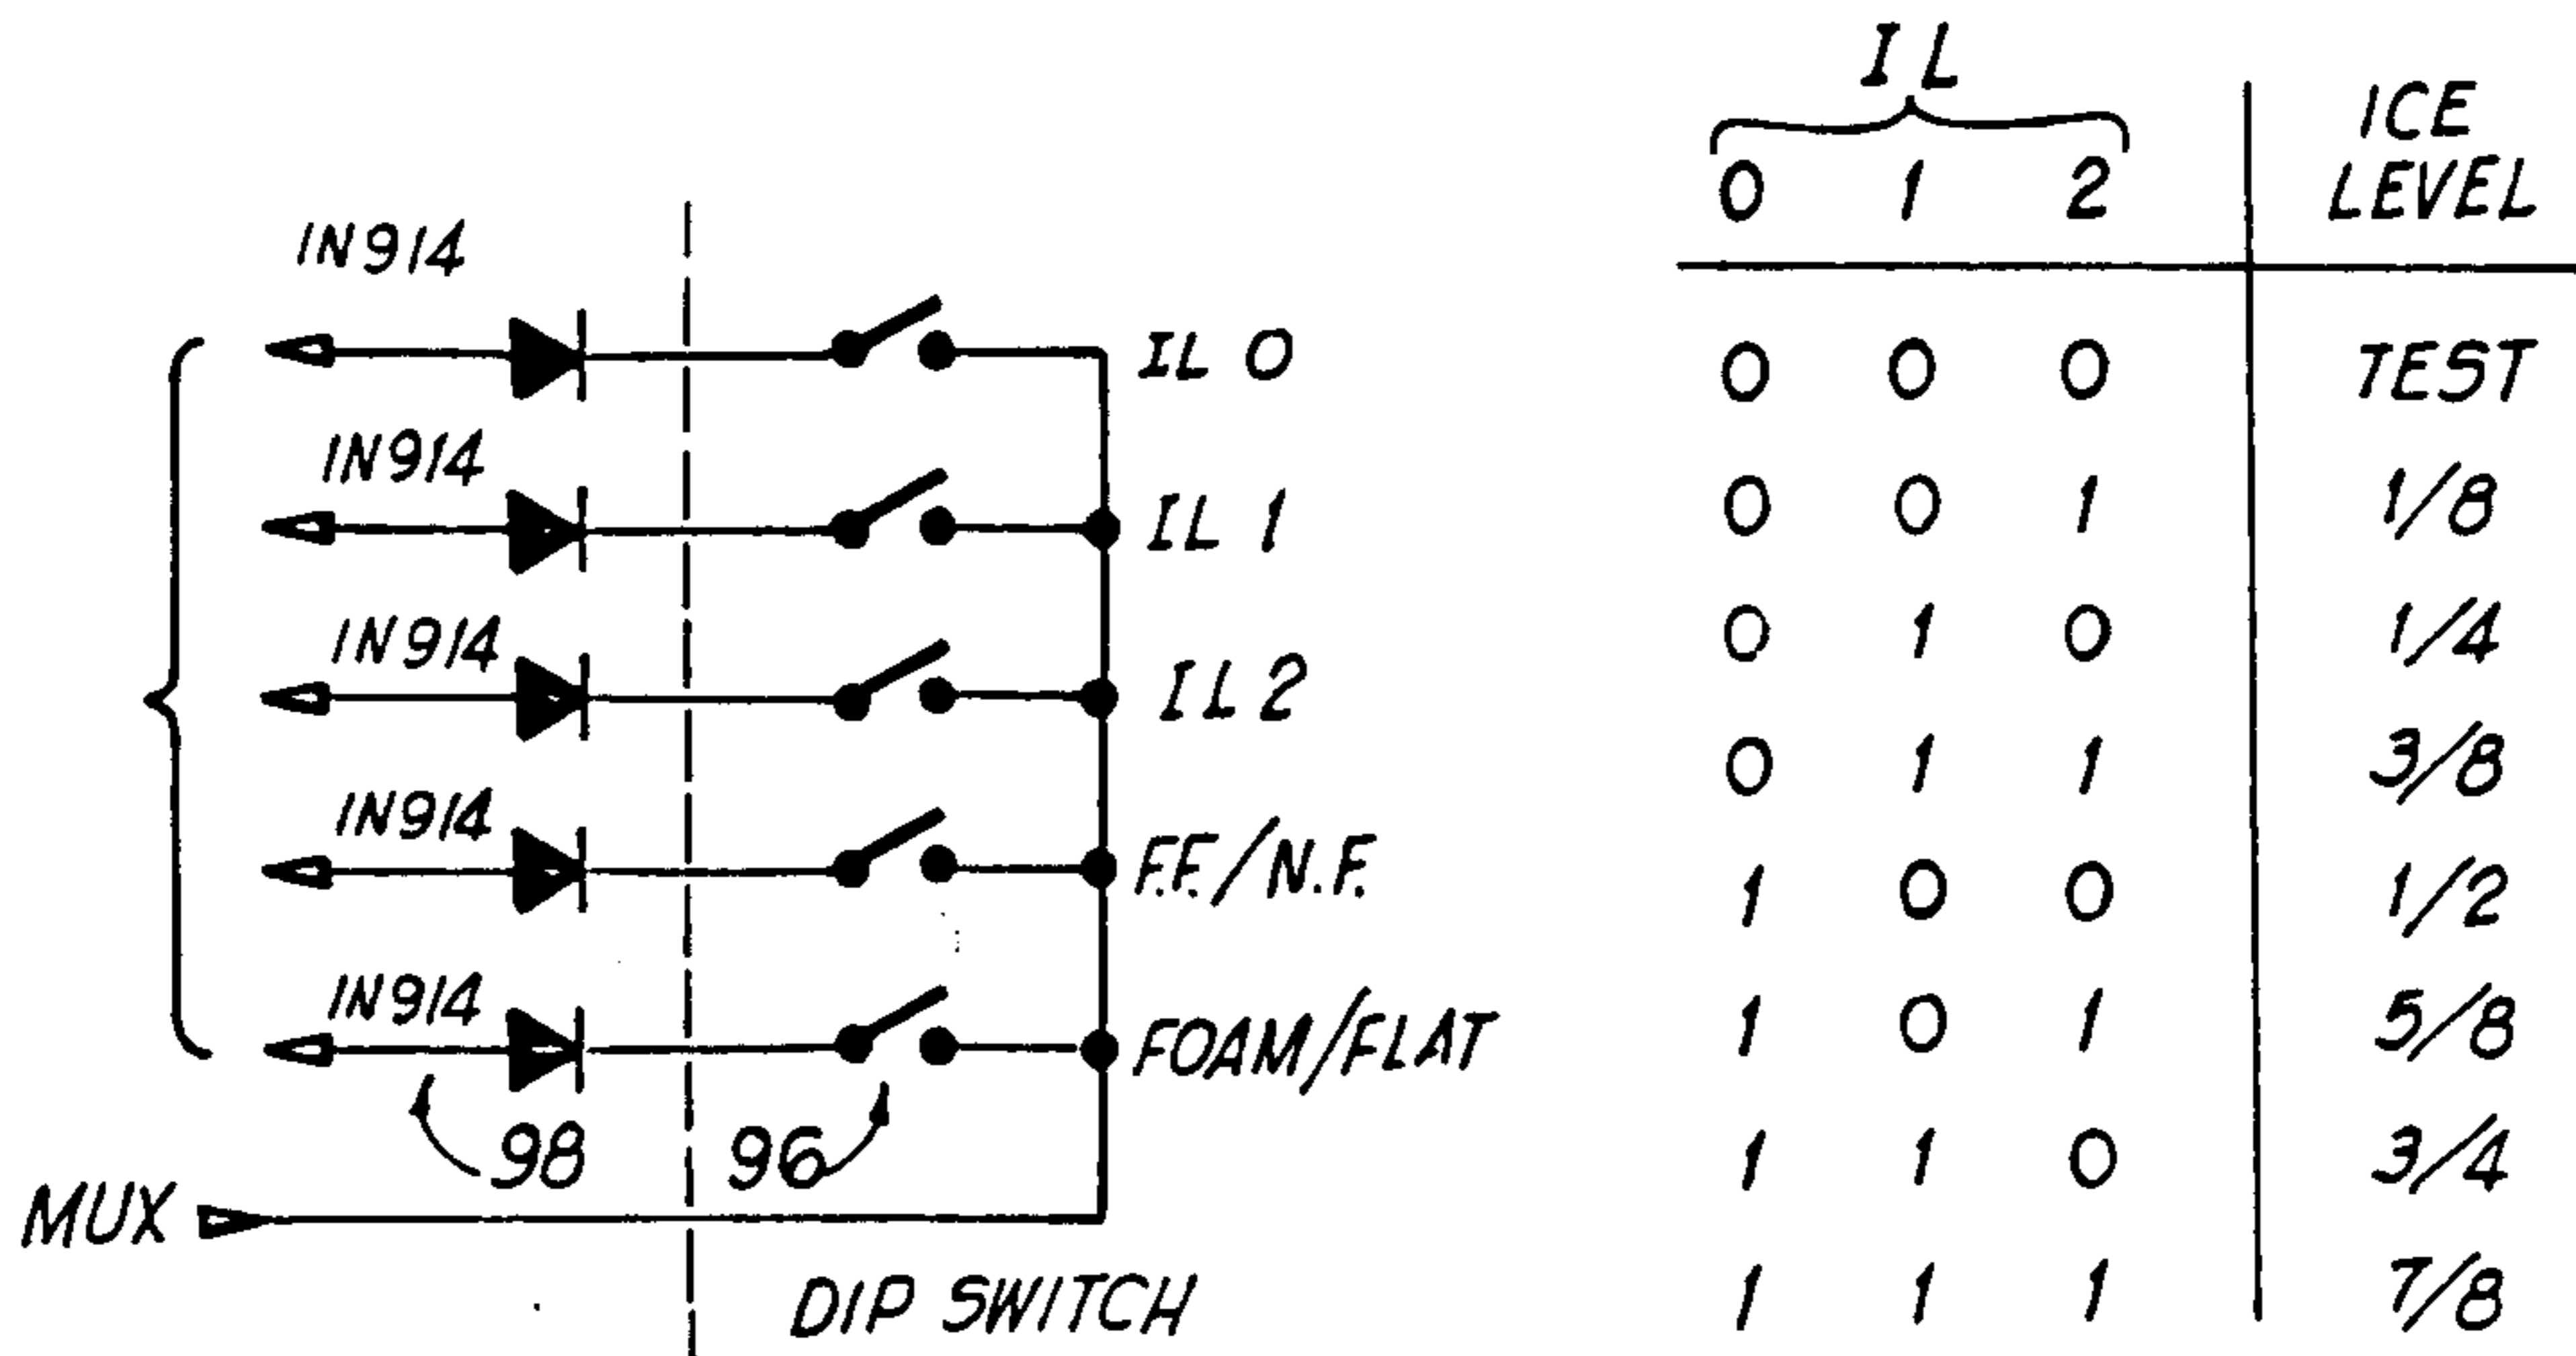 IN914
IL 0
IN914
IL 1
IN914
IL 2
IN914
F.F./N.F.
IN914
FOAM/FLAT
98
96
MUX
DIP SWITCH
IL
ICE
LEVEL
0 1 2
0 0 0 TEST
0 0 1 1/8
0 1 0 1/4
0 1 1 3/8
1 0 0 1/2
1 0 1 5/8
1 1 0 3/4
1 1 1 7/8